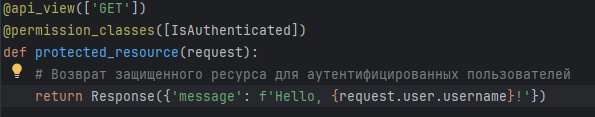 @api_view(['GET'])
@permission_classes([IsAuthenticated])
def protected_resource(request):
    # Возврат защищенного ресурса для аутентифицированных пользователей
    return Response({'message': f'Hello, {request.user.username}!'})